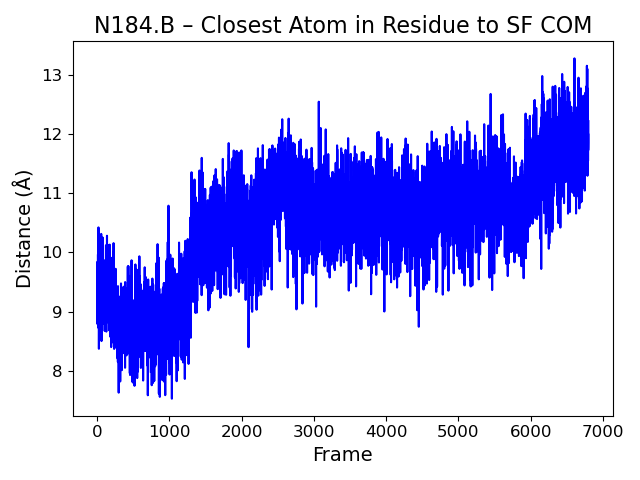 N184.B – Closest Atom in Residue to SF COM
13
12
11
10
9
8
Distance (Å)
0 1000 2000 3000 4000 5000 6000 7000
Frame